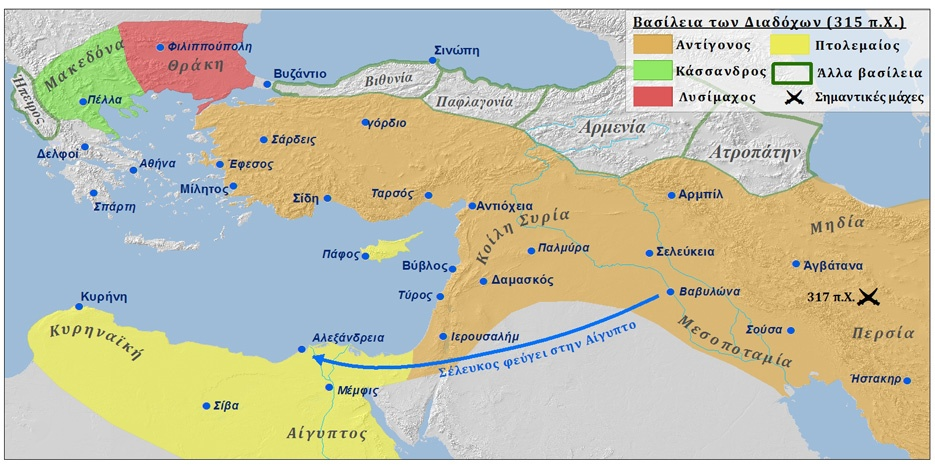 Βασίλεια των Διαδόχων (315 π.Χ.)
Αντίγονος
Πτολεμαίος
Κάσσανδρος
Άλλα βασίλεια
Λυσίμαχος
Σημαντικές μάχες
Μακεδόνα
Φιλιππούπολη
Θράκη
Ήπειρος
Πέλλα
Βυζάντιο
Σινώπη
Βιθυνία
Παφλαγονία
Αρμενία
Ατροπάτην
γόρδιο
Σάρδεις
Δελφοί
Αθήνα
Έφεσος
Μίλητος
Σπάρτη
Σίδη
Ταρσός
Αντιόχεια
Αρμπίλ
Μηδία
Κοίλη Συρία
Πάφος
Παλμύρα
Σελεύκεια
Βύβλος
Δαμασκός
Άγβατάνα
Τύρος
Βαβυλώνα
317 π.Χ.
Κυρήνη
Κυρηναϊκή
Αλεξάνδρεια
Ιερουσαλήμ
Μεσοποταμία
Σούσα
Περσία
Σέλευκος φεύγει στην Αίγυπτο
Μέμφις
Ήστακηρ
Σίβα
Αίγυπτος